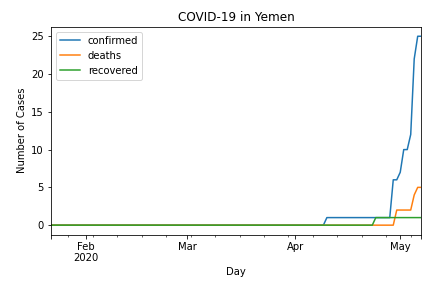 COVID-19 in Yemen
confirmed
deaths
recovered
Number of Cases
25
20
15
10
5
0
Feb
2020
Mar
Apr
May
Day